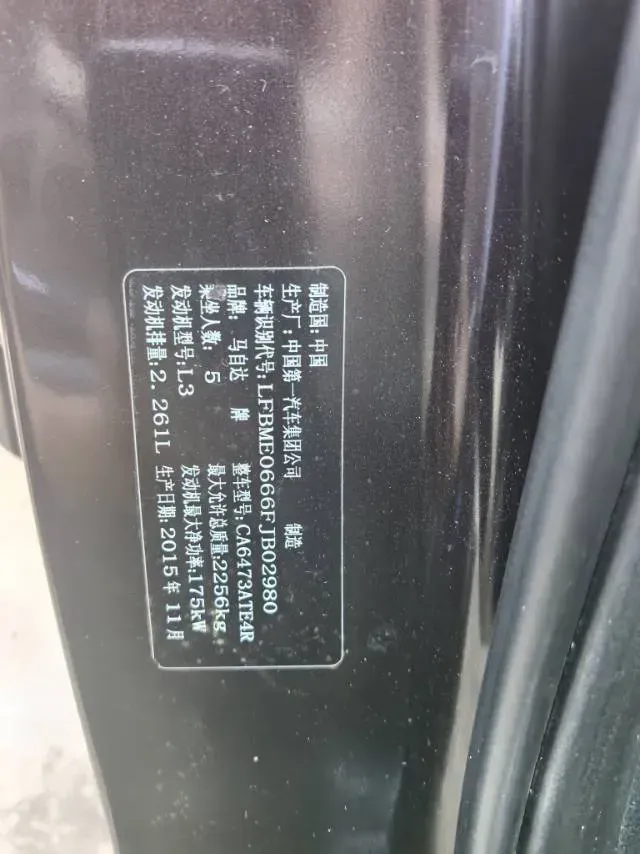 制造国:中国
生产厂:中国第一汽车集团公司 制造
车辆识别代号:LFBME0666FJB02980
品牌:马自达 牌 整车型号:CA6473ATE4R
乘坐人数: 5 最大允许总质量:2256kg
发动机型号:L3 发动机最大净功率:175kW
发动机排量:2.261L 生产日期:2015年11月